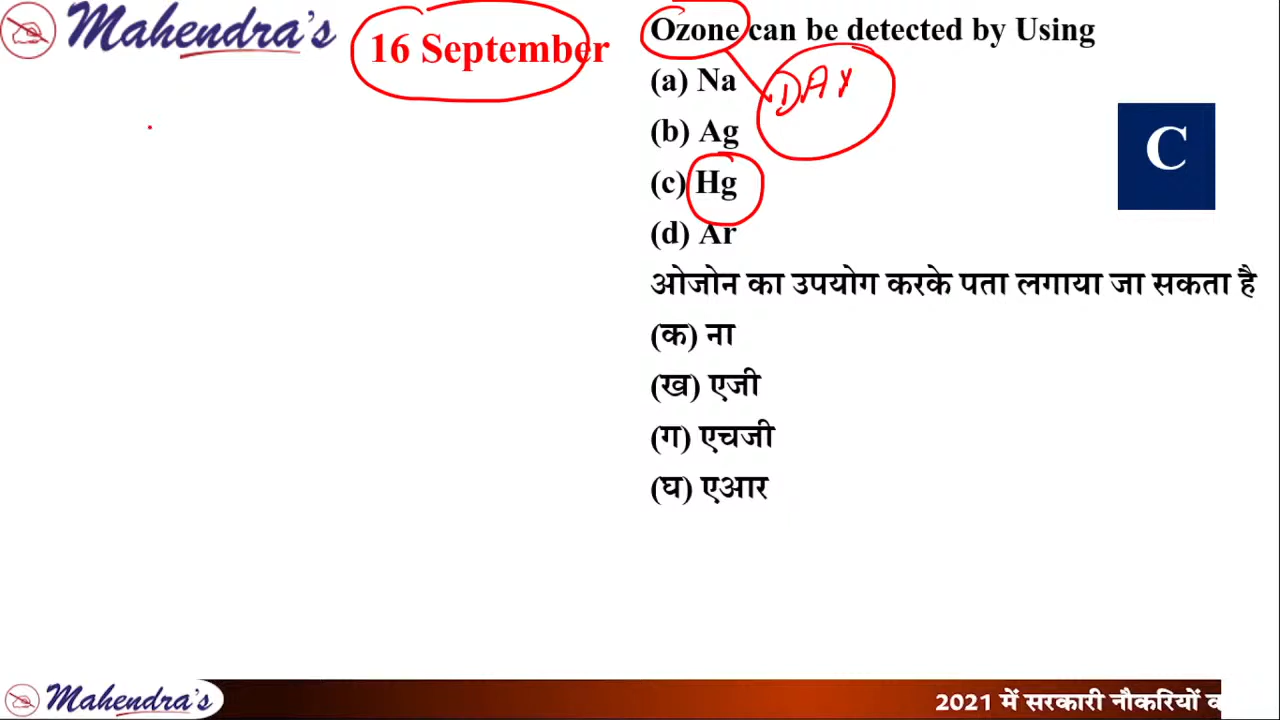 Mahendra's
16 September
Ozone can be detected by Using
(a) Na
DAY
(b) Ag
(c) Hg
(d) Ar
C
ओजोन का उपयोग करके पता लगाया जा सकता है
(क) ना
(ख) एजी
(ग) एचजी
(घ) एआर
Mahendra's
2021 में सरकारी नौकरियों